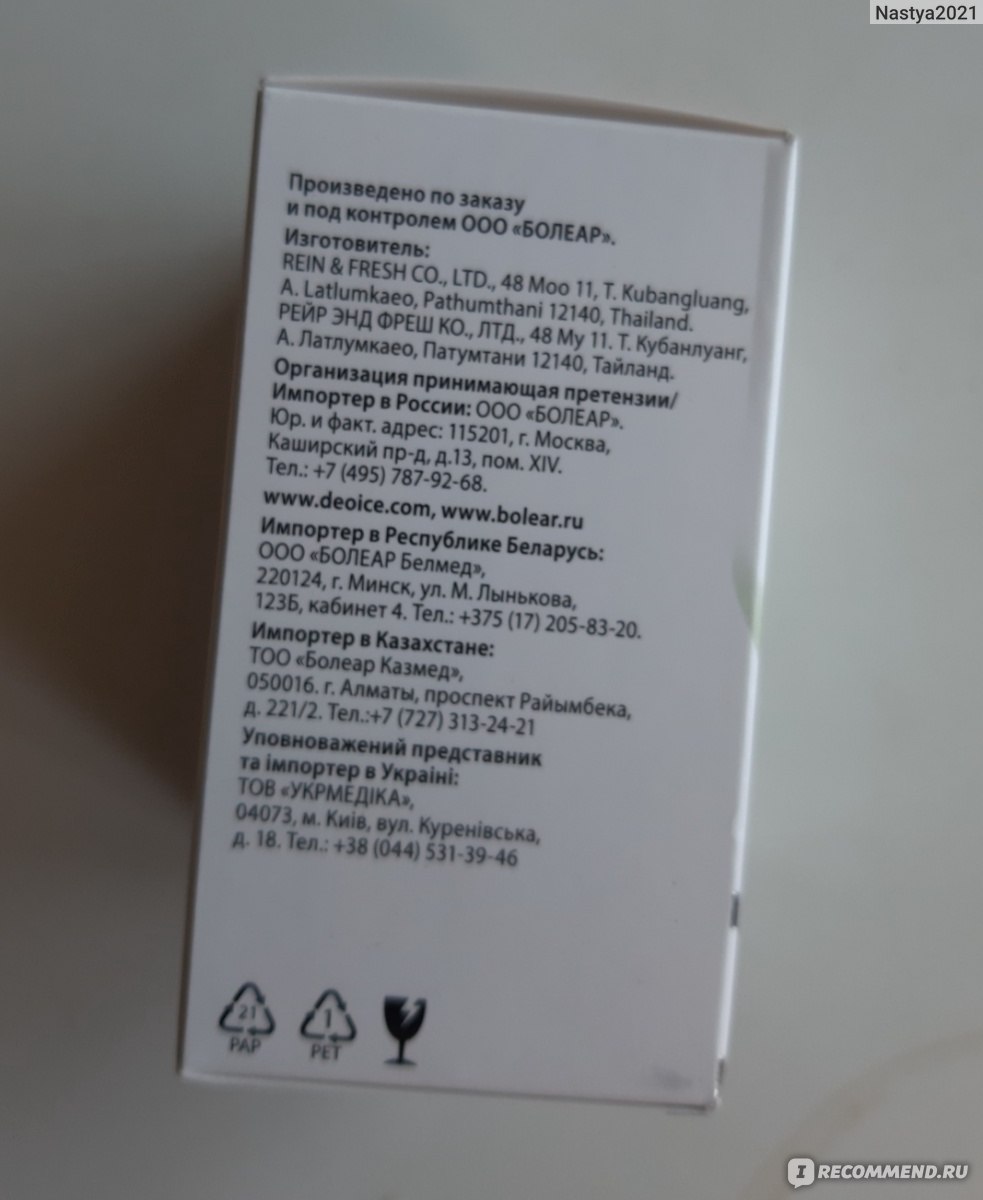 Nastya2021
Произведено по заказу
и под контролем ООО «БОЛЕАР».
Изготовитель:
REIN & FRESH CO., LTD., 48 Moo 11, T. Kubangluang,
A. Latlumkaeo, Pathumthani 12140, Thailand.
РЕЙР ЭНД ФРЕШ КО., ЛТД., 48 Му 11. Т. Кубанлуанг,
А. Латлумкаео, Патумтани 12140, Тайланд.
Организация принимающая претензии/
Импортер в России: ООО «БОЛЕАР».
Юр. и факт. адрес: 115201, г. Москва,
Каширский пр-д, д.13, пом. XIV.
Тел.: +7 (495) 787-92-68.
www.deoice.com, www.bolear.ru
Импортер в Республике Беларусь:
ООО «БОЛЕАР Белмед»,
220124, г. Минск, ул. М. Лынькова,
123Б, кабинет 4. Тел.: +375 (17) 205-83-20.
Импортер в Казахстане:
ТОО «Болеар Казмед»,
050016. г. Алматы, проспект Райымбека,
д. 221/2. Тел.:+7 (727) 313-24-21
Уповноважений представник
та імпортер в Україні:
ТОВ «УКРМЕДІКА»,
04073, м. Київ, вул. Куренівська,
д. 18. Тел.: +38 (044) 531-39-46
21 1
PAP PET
IRECOMMEND.RU